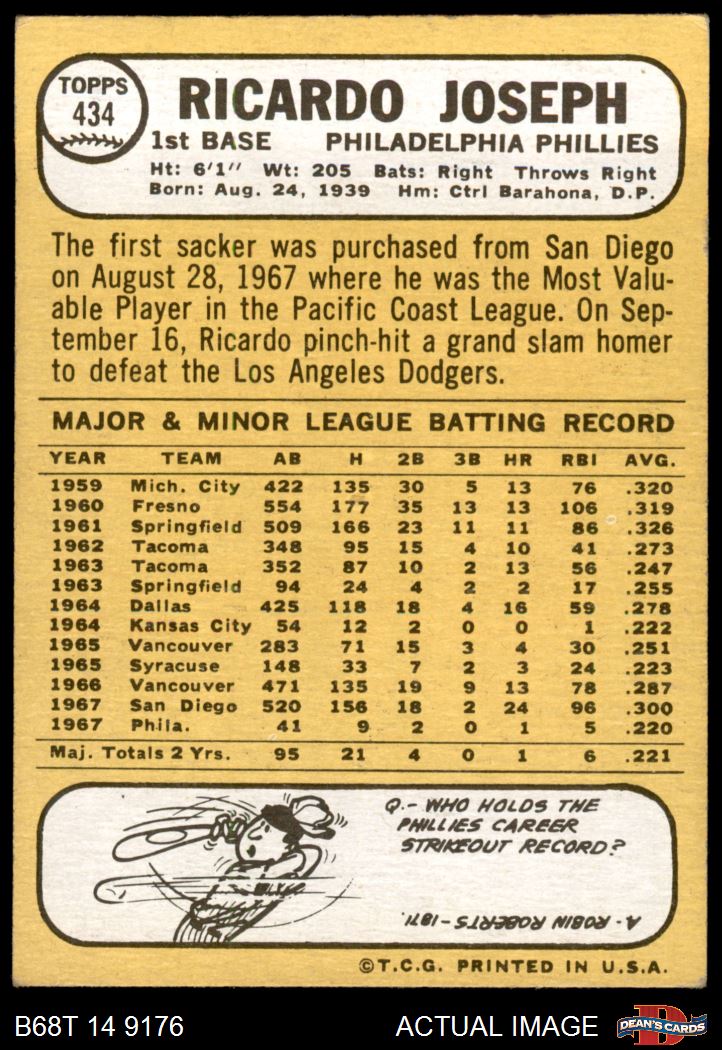 TOPPS
434
RICARDO JOSEPH
1st BASE PHILADELPHIA PHILLIES
Ht: 6'1" Wt: 205 Bats: Right Throws Right
Born: Aug. 24, 1939 Hm: Ctrl Barahona, D.P.
The first sacker was purchased from San Diego
on August 28, 1967 where he was the Most Valu-
able Player in the Pacific Coast League. On Sep-
tember 16, Ricardo pinch-hit a grand slam homer
to defeat the Los Angeles Dodgers.
MAJOR & MINOR LEAGUE BATTING RECORD
YEAR TEAM AB H 2B 3B HR RBI AVG.
1959 Mich. City 422 135 30 5 13 76 .320
1960 Fresno 554 177 35 13 13 106 .319
1961 Springfield 509 166 23 11 11 86 .326
1962 Tacoma 348 95 15 4 10 41 .273
1963 Tacoma 352 87 10 2 13 56 .247
1963 Springfield 94 24 4 2 2 17 .255
1964 Dallas 425 118 18 4 16 59 .278
1964 Kansas City 54 12 2 0 0 1 .222
1965 Vancouver 283 71 15 3 4 30 .251
1965 Syracuse 148 33 7 2 3 24 .223
1966 Vancouver 471 135 19 9 13 78 .287
1967 San Diego 520 156 18 2 24 96 .300
1967 Phila. 41 9 2 0 1 5 .220
Maj. Totals 2 Yrs. 95 21 4 0 1 6 .221
Q.- WHO HOLDS THE
PHILLIES CAREER
STRIKEOUT RECORD?
A- ROBIN ROBERTS-1871.
©T.C.G. PRINTED IN U.S.A.
B68T 14 9176 ACTUAL IMAGE
DEAN'S CARDS